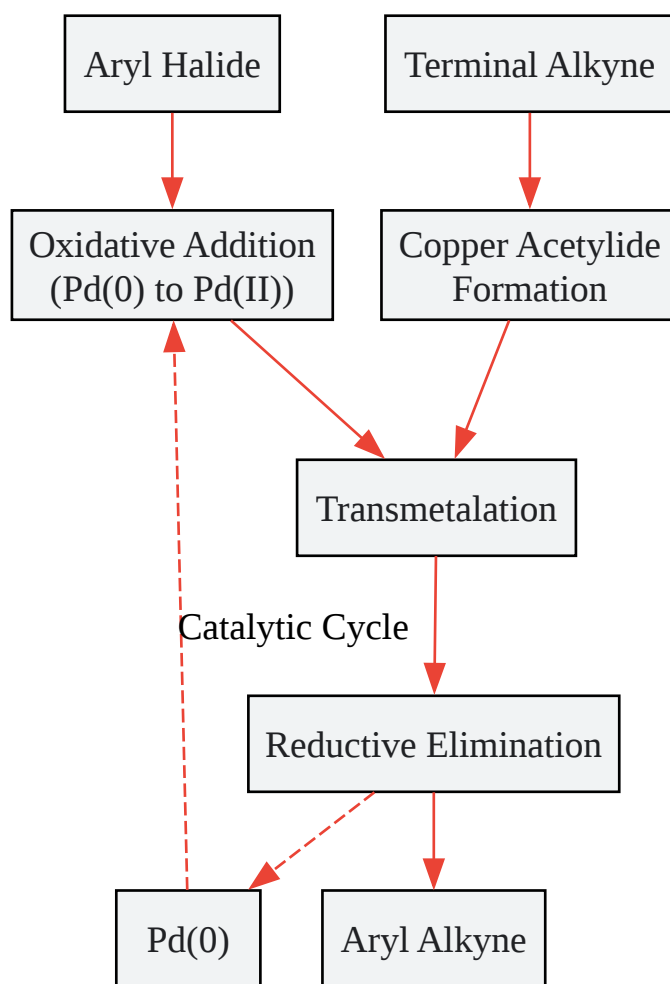 Aryl Halide
Terminal Alkyne
Oxidative Addition
(Pd(0) to Pd(II))
Copper Acetylide
Formation
Transmetalation
Catalytic Cycle
Reductive Elimination
Pd(0)
Aryl Alkyne